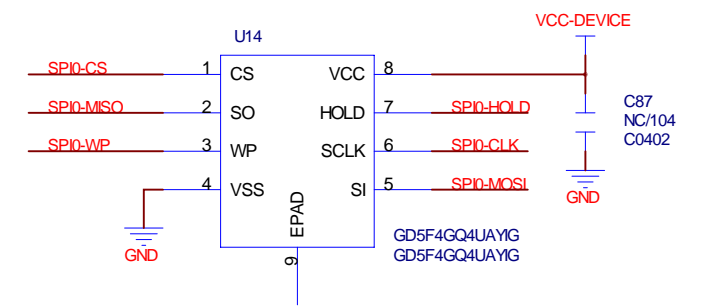 VCC-DEVICE
U14
SPI0-CS 1 CS VCC 8
SPI0-MISO 2 SO HOLD 7 SPI0-HOLD
SPI0-WP 3 WP SCLK 6 SPI0-CLK
4 VSS SI 5 SPI0-MOSI
EPAD
9
GND
C87
NC/104
C0402
GND
GD5F4GQ4UAYIG
GD5F4GQ4UAYIG